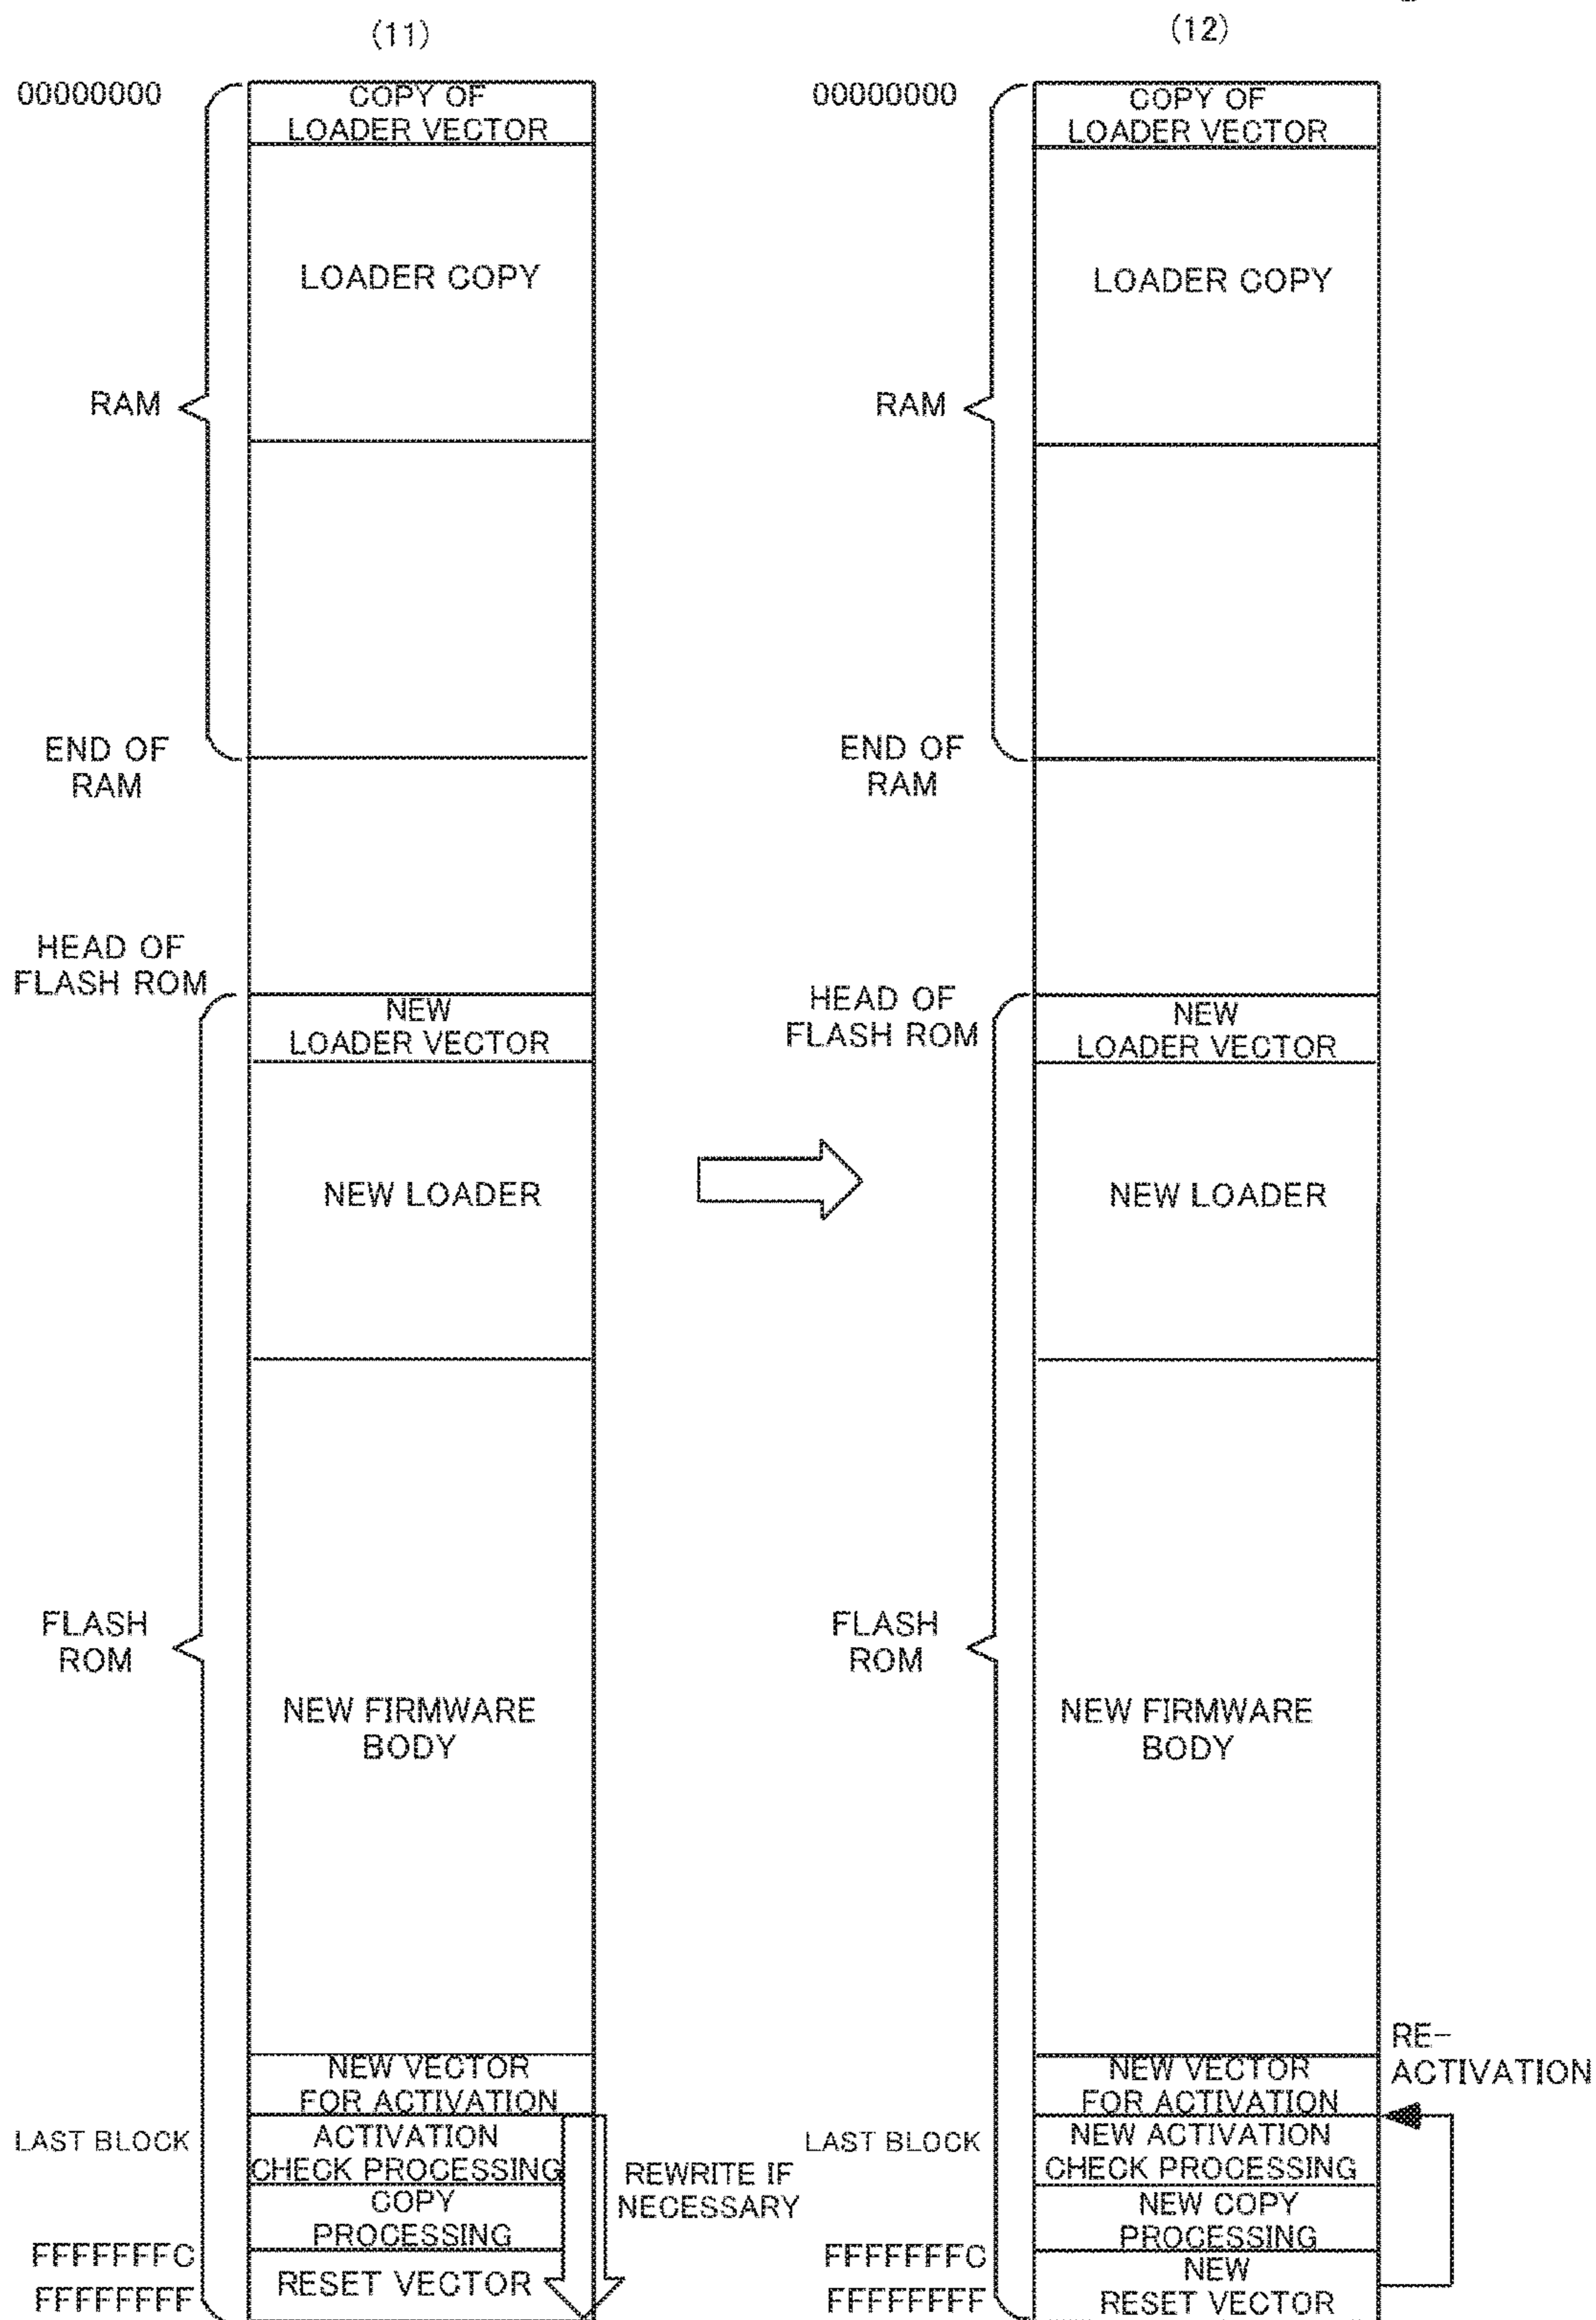 (11)
00000000
COPY OF
LOADER VECTOR
LOADER COPY
RAM
END OF
RAM
HEAD OF
FLASH ROM
NEW
LOADER VECTOR
NEW LOADER
FLASH
ROM
NEW FIRMWARE
BODY
NEW VECTOR
FOR ACTIVATION
LAST BLOCK
ACTIVATION
CHECK PROCESSING
COPY
PROCESSING
REWRITE IF
NECESSARY
FFFFFFFC
RESET VECTOR
FFFFFFFF
(12)
00000000
COPY OF
LOADER VECTOR
LOADER COPY
RAM
END OF
RAM
HEAD OF
FLASH ROM
NEW
LOADER VECTOR
NEW LOADER
FLASH
ROM
NEW FIRMWARE
BODY
RE-
ACTIVATION
NEW VECTOR
FOR ACTIVATION
LAST BLOCK
NEW ACTIVATION
CHECK PROCESSING
NEW COPY
PROCESSING
FFFFFFFC
NEW
RESET VECTOR
FFFFFFFF